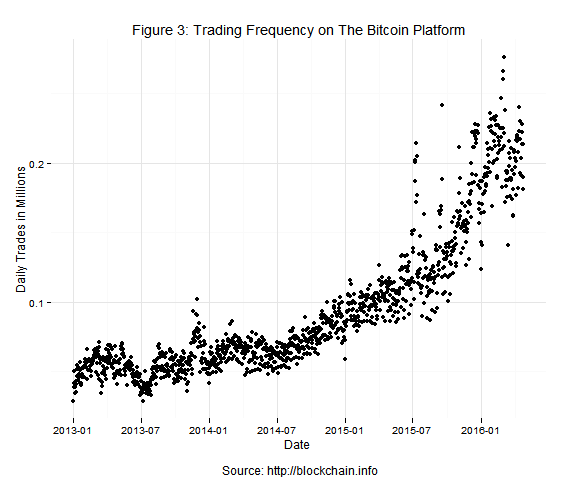 Figure 3: Trading Frequency on The Bitcoin Platform
Daily Trades in Millions
0.2
0.1
2013-01 2013-07 2014-01 2014-07 2015-01 2015-07 2016-01
Date
Source: http://blockchain.info